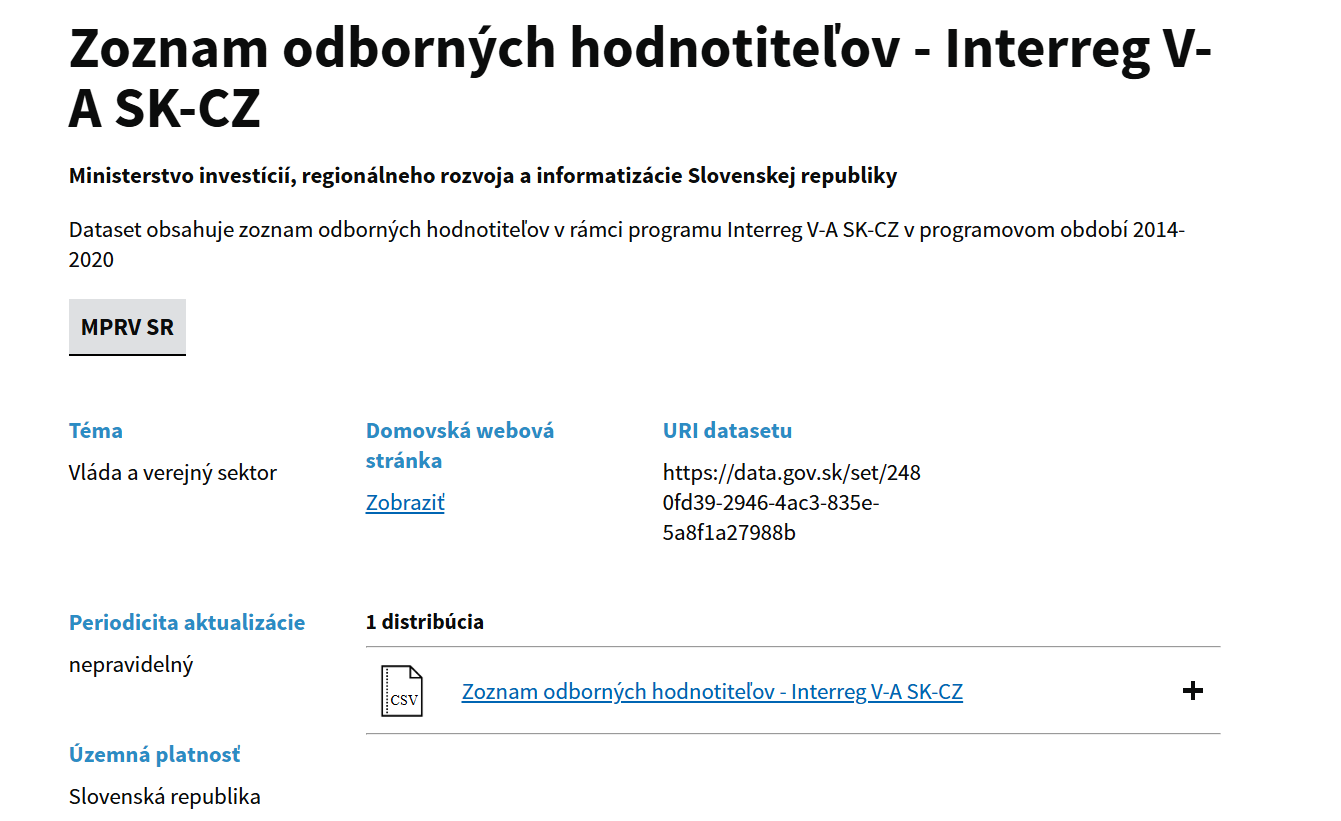 Zoznam odborných hodnotiteľov - Interreg V-
A SK-CZ
Ministerstvo investícií, regionálneho rozvoja a informatizácie Slovenskej republiky
Dataset obsahuje zoznam odborných hodnotiteľov v rámci programu Interreg V-A SK-CZ v programovom období 2014-
2020
MPRV SR
Téma
Vláda a verejný sektor
Domovská webová
stránka
Zobraziť
URI datasetu
https://data.gov.sk/set/248
0fd39-2946-4ac3-835e-
5a8f1a27988b
Periodicita aktualizácie
nepravidelný
Územná platnosť
Slovenská republika
1 distribúcia
CSV
Zoznam odborných hodnotiteľov - Interreg V-A SK-CZ